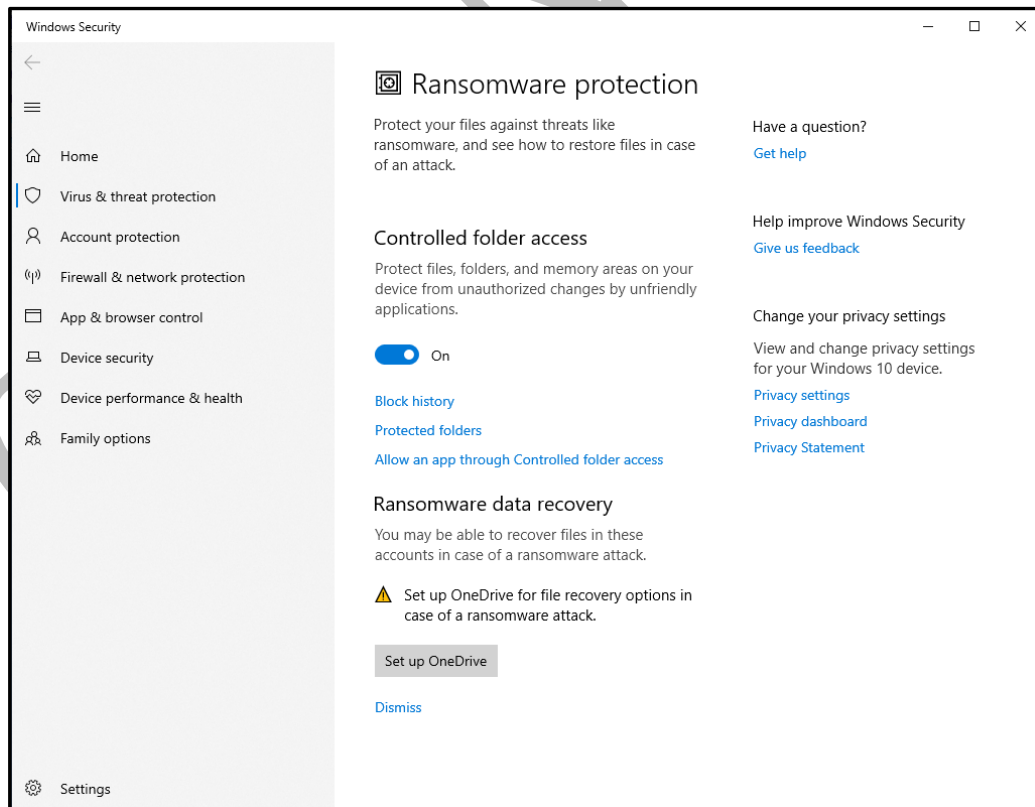 Windows Security
Home
Virus & threat protection
Account protection
Firewall & network protection
App & browser control
Device security
Device performance & health
Family options
Settings
Ransomware protection
Protect your files against threats like
ransomware, and see how to restore files in case
of an attack.
Controlled folder access
Protect files, folders, and memory areas on your
device from unauthorized changes by unfriendly
applications.
On
Block history
Protected folders
Allow an app through Controlled folder access
Ransomware data recovery
You may be able to recover files in these
accounts in case of a ransomware attack.
Set up OneDrive for file recovery options in
case of a ransomware attack.
Set up OneDrive
Dismiss
Have a question?
Get help
Help improve Windows Security
Give us feedback
Change your privacy settings
View and change privacy settings
for your Windows 10 device.
Privacy settings
Privacy dashboard
Privacy Statement